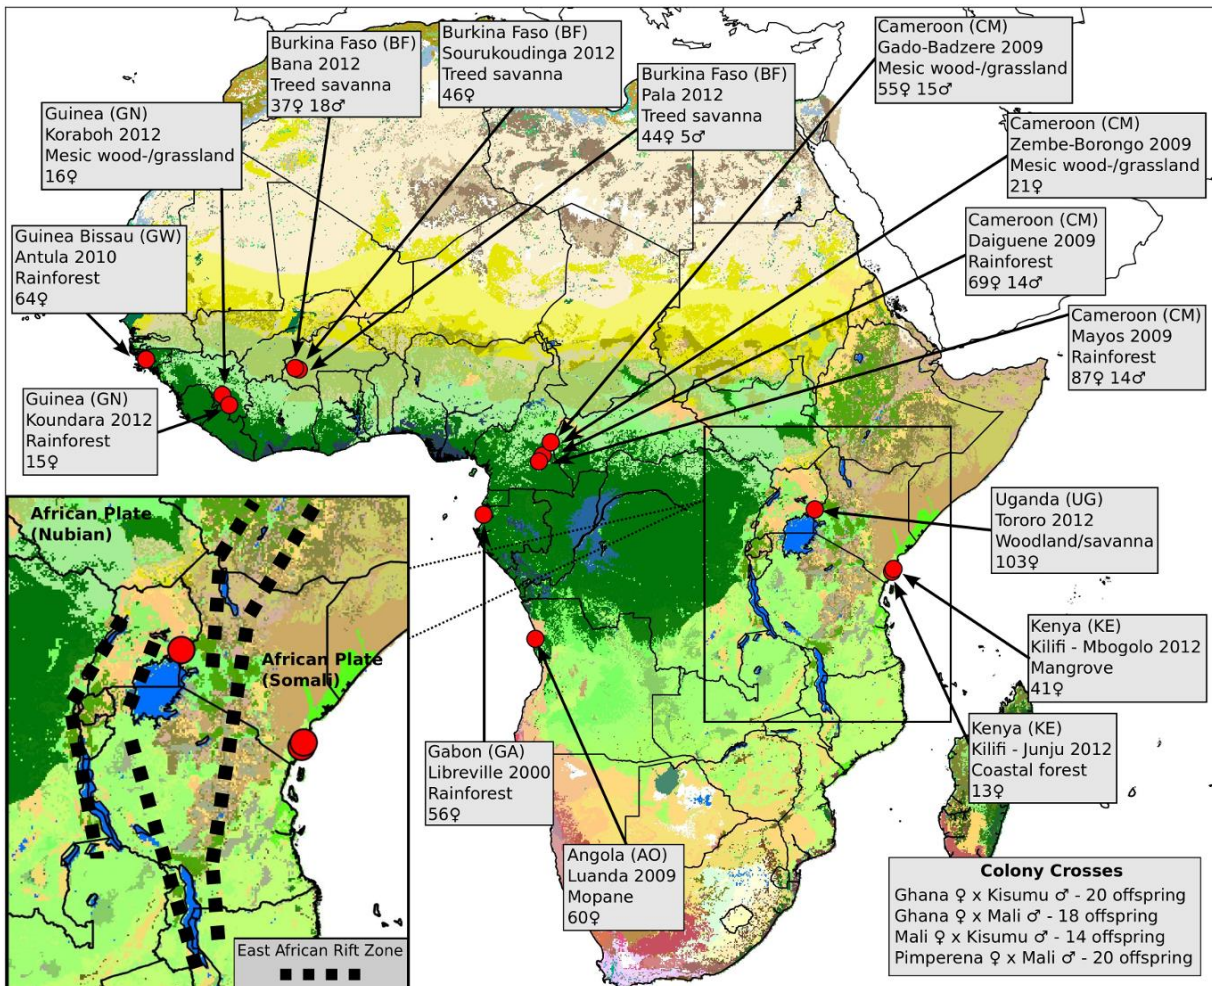 Burkina Faso (BF)
Bana 2012
Treed savanna
37♀ 18♂
Burkina Faso (BF)
Sourukoudinga 2012
Treed savanna
46♀
Burkina Faso (BF)
Pala 2012
Treed savanna
44♀ 5♂
Cameroon (CM)
Gado-Badzere 2009
Mesic wood-/grassland
55♀ 15♂
Guinea (GN)
Koraboh 2012
Mesic wood-/grassland
16♀
Cameroon (CM)
Zembe-Borongo 2009
Mesic wood-/grassland
21♀
Guinea Bissau (GW)
Antula 2010
Rainforest
64♀
Cameroon (CM)
Daiguene 2009
Rainforest
69♀ 14♂
Cameroon (CM)
Mayos 2009
Rainforest
87♀ 14♂
Guinea (GN)
Koundara 2012
Rainforest
15♀
Uganda (UG)
Tororo 2012
Woodland/savanna
103♀
African Plate
(Nubian)
African Plate
(Somali)
East African Rift Zone
Kenya (KE)
Kilifi - Mbogolo 2012
Mangrove
41♀
Kenya (KE)
Kilifi - Junju 2012
Coastal forest
13♀
Gabon (GA)
Libreville 2000
Rainforest
56♀
Angola (AO)
Luanda 2009
Mopane
60♀
Colony Crosses
Ghana ♀ x Kisumu ♂ - 20 offspring
Ghana ♀ x Mali ♂ - 18 offspring
Mali ♀ x Kisumu ♂ - 14 offspring
Pimperena ♀ x Mali ♂ - 20 offspring